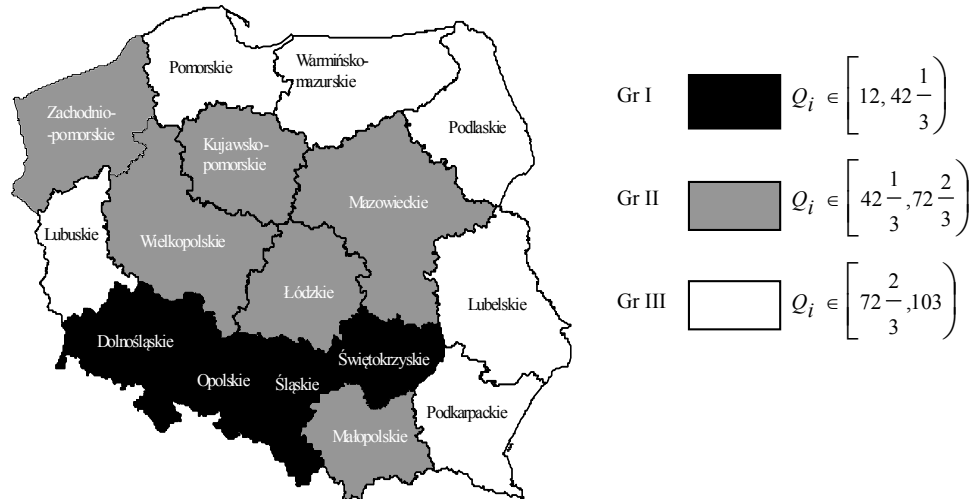 Pomorskie
Warmińsko-
mazurskie
Zachodnio-
-pomorskie
Kujawsko-
pomorskie
Podlaskie
Mazowieckie
Lubuskie
Wielkopolskie
Łódzkie
Lubelskie
Dolnośląskie
Opolskie
Śląskie
Świętokrzyskie
Małopolskie
Podkarpackie
Gr I Q_i ∈ [12, 42 1/3)
Gr II Q_i ∈ [42 1/3 ,72 2/3)
Gr III Q_i ∈ [72 2/3 ,103)